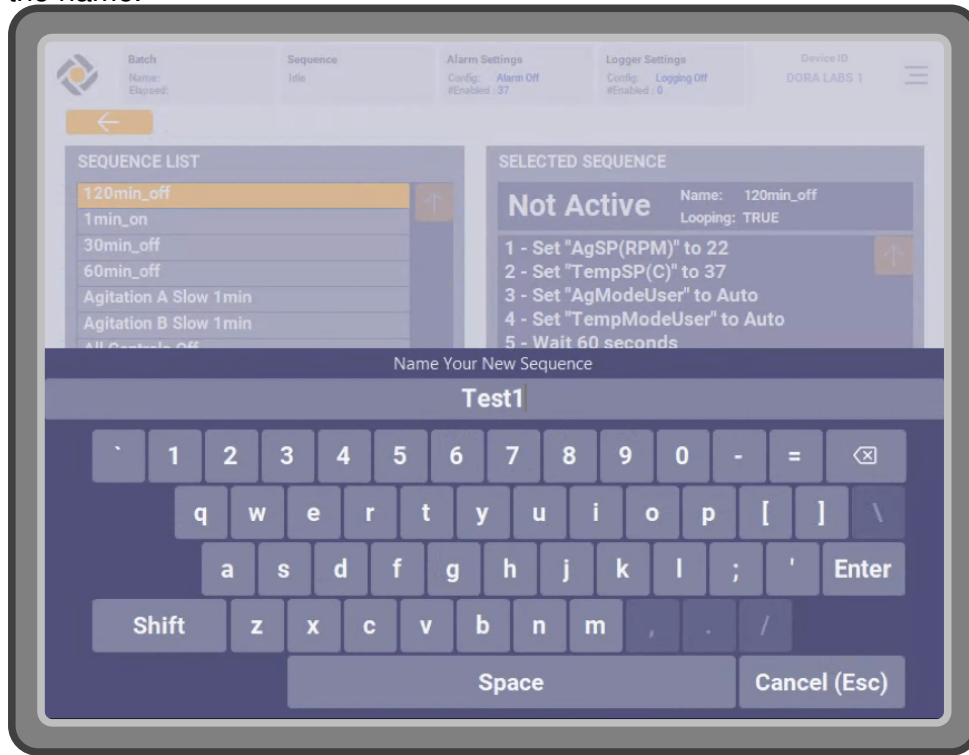 the name.
Batch
Name:
Elapsed:
Sequence
Idle
Alarm Settings
Config: Alarm Off
#Enabled : 37
Logger Settings
Config: Logging Off
#Enabled : 0
Device ID
DORA LABS 1
SEQUENCE LIST
120min_off
1min_on
30min_off
60min_off
Agitation A Slow 1min
Agitation B Slow 1min
All Controls Off
SELECTED SEQUENCE
Not Active
Name: 120min_off
Looping: TRUE
1 - Set "AgSP(RPM)" to 22
2 - Set "TempSP(C)" to 37
3 - Set "AgModeUser" to Auto
4 - Set "TempModeUser" to Auto
5 - Wait 60 seconds
Name Your New Sequence
Test1
` 1 2 3 4 5 6 7 8 9 0 - =
q w e r t y u i o p [ ] \
a s d f g h j k l ; ' Enter
Shift z x c v b n m , . /
Space Cancel (Esc)